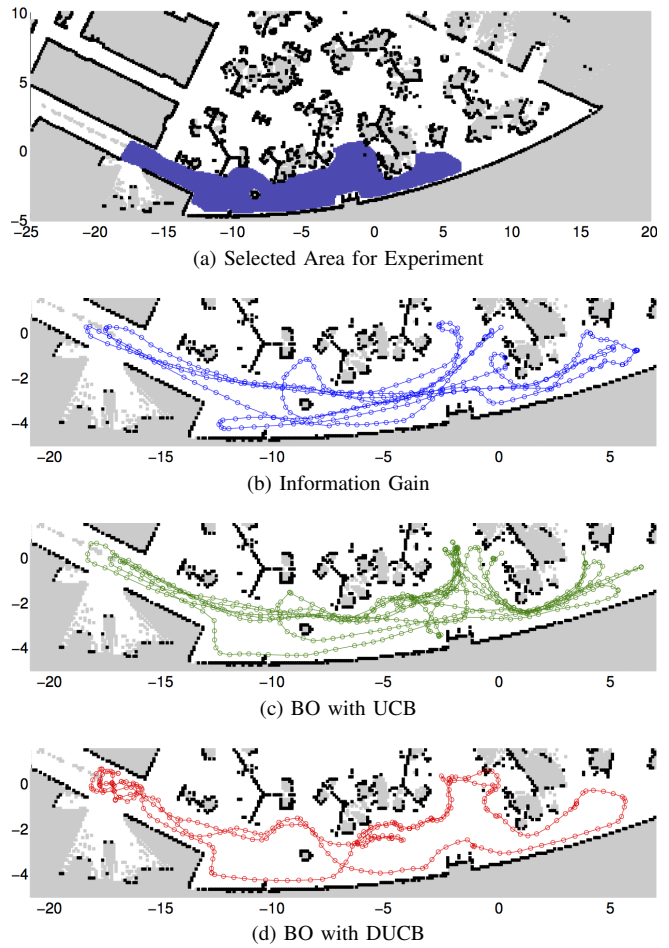 10
5
0
−5
−25 −20 −15 −10 −5 0 5 10 15 20
(a) Selected Area for Experiment
0
−2
−4
−20 −15 −10 −5 0 5
(b) Information Gain
0
−2
−4
−20 −15 −10 −5 0 5
(c) BO with UCB
0
−2
−4
−20 −15 −10 −5 0 5
(d) BO with DUCB